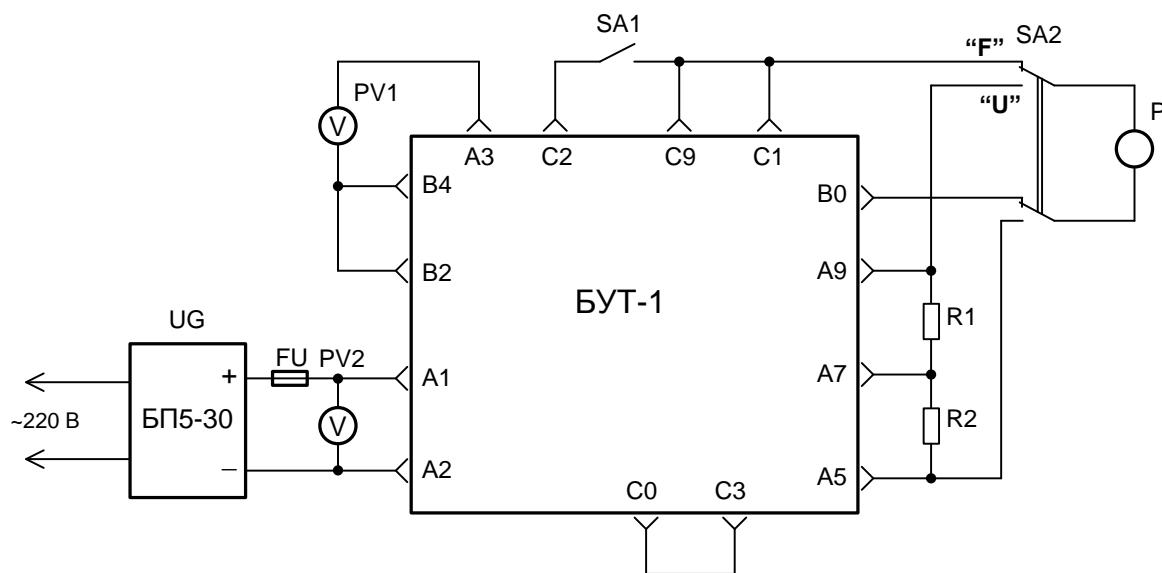 SA1
“F” SA2
PV1
“U”
V
P
A3 C2 C9 C1
B4
B0
B2
A9
БУТ-1
R1
UG
FU PV2
+
A1
A7
~220 В
БП5-30
V
R2
–
A2
A5
C0 C3